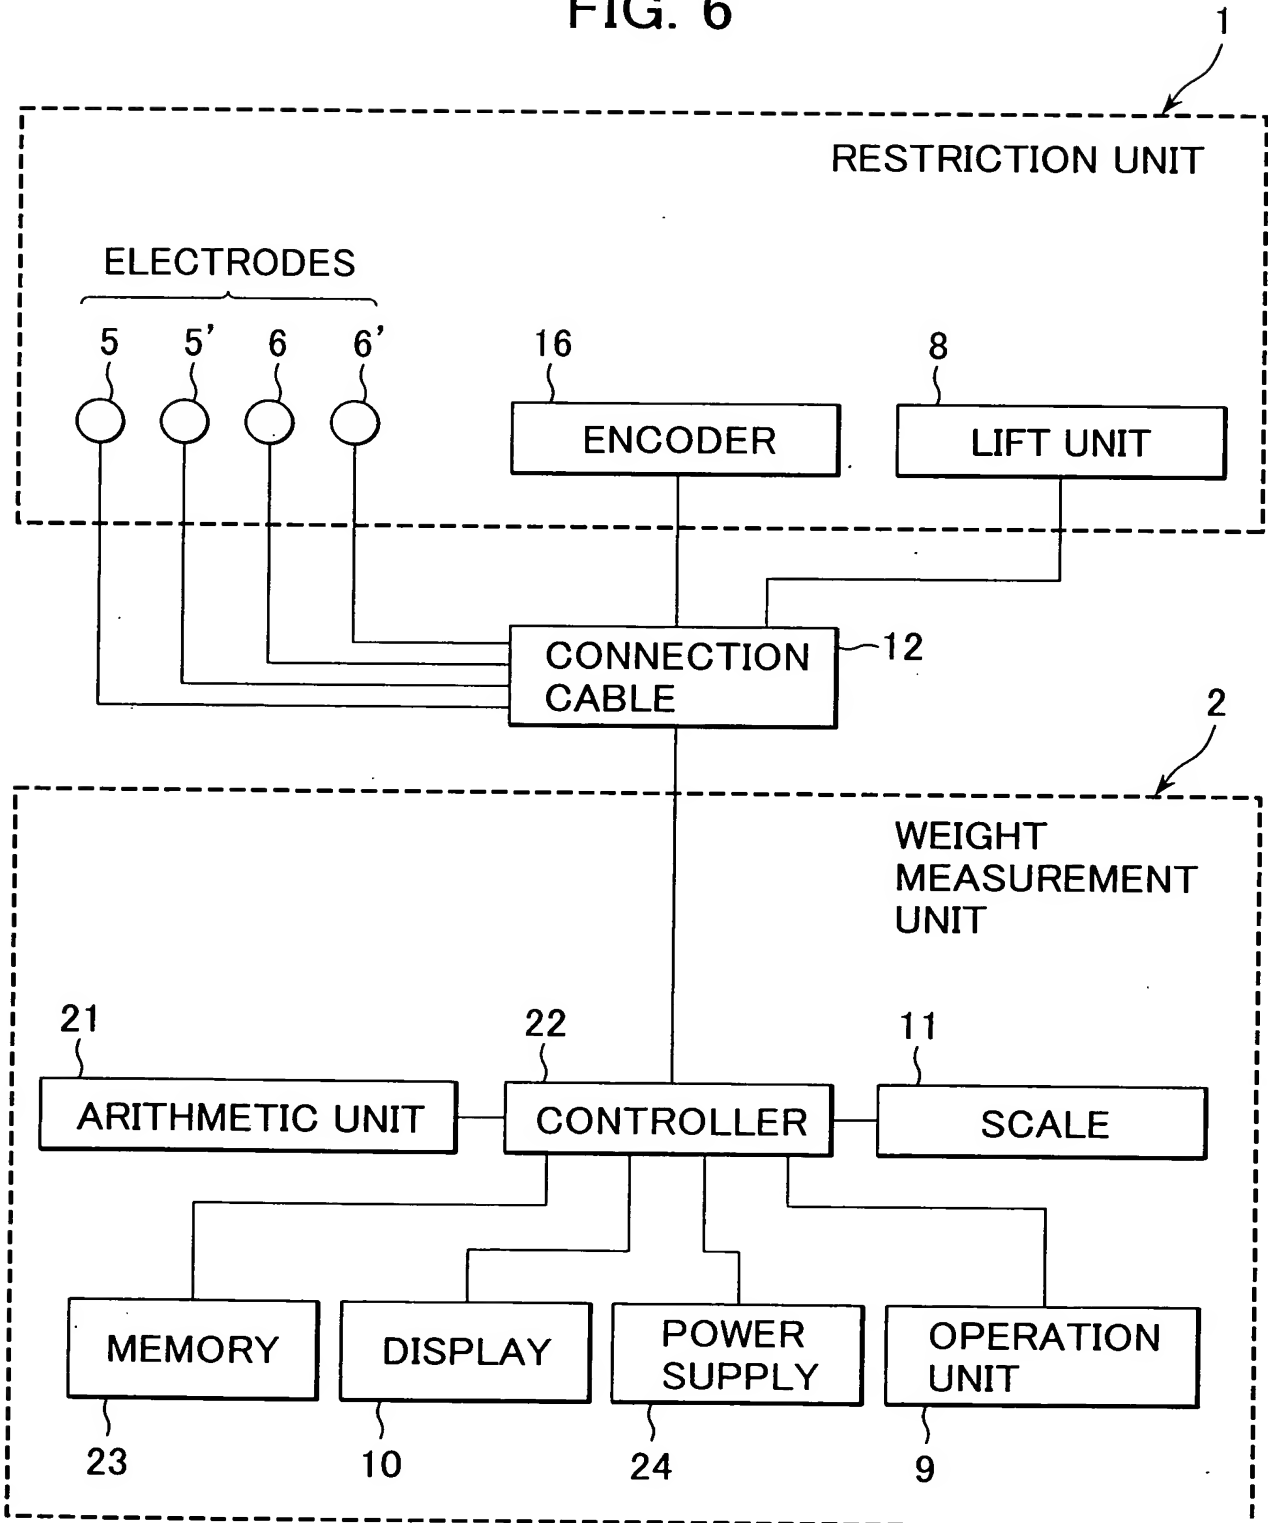 FIG. 6
1
RESTRICTION UNIT
ELECTRODES
5 5' 6 6' 16 8
ENCODER LIFT UNIT
CONNECTION
CABLE
12
2
WEIGHT
MEASUREMENT
UNIT
21 22 11
ARITHMETIC UNIT CONTROLLER SCALE
MEMORY
DISPLAY
POWER
SUPPLY
OPERATION
UNIT
23 10 24 9